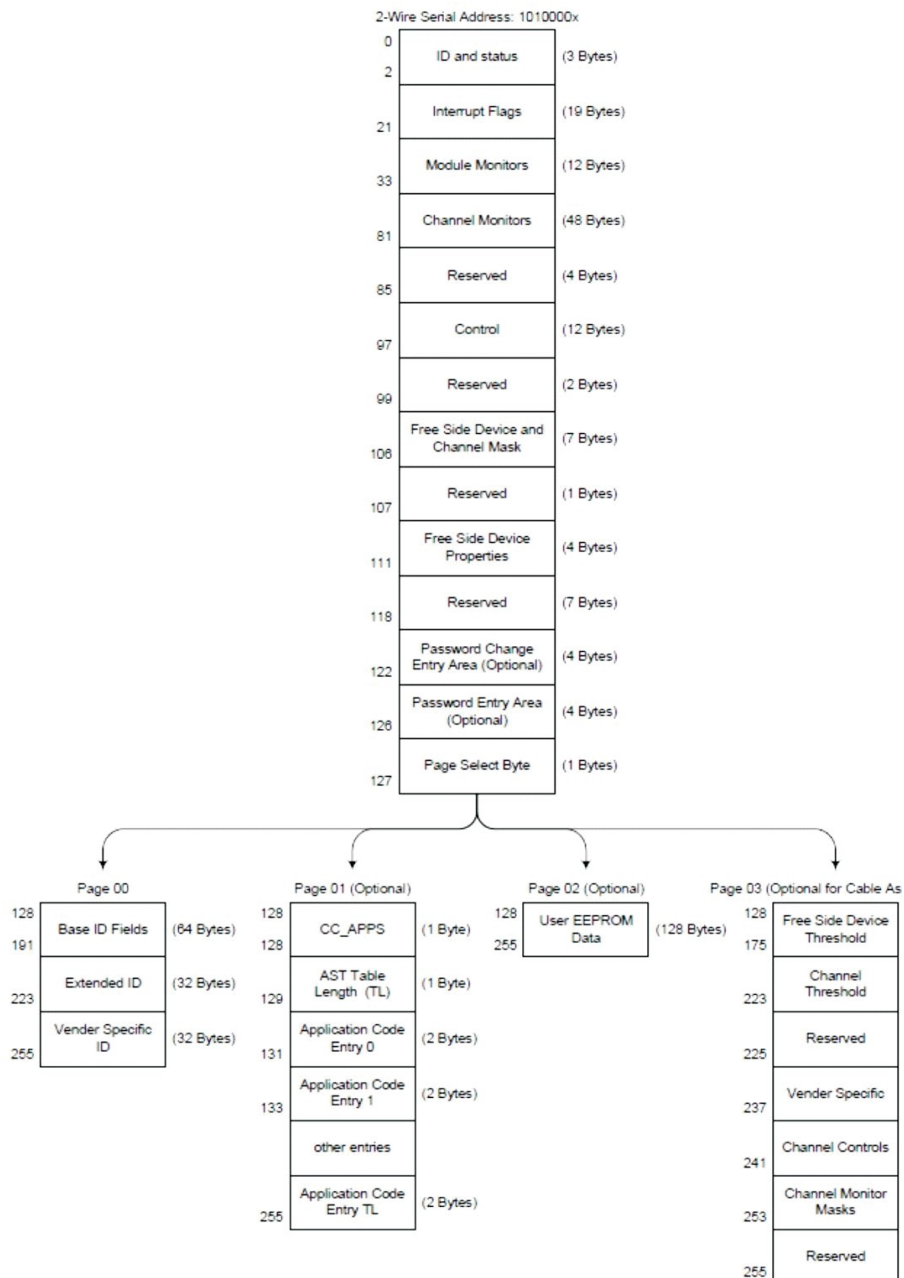 2-Wire Serial Address: 1010000x
0
ID and status
(3 Bytes)
2
Interrupt Flags
(19 Bytes)
21
Module Monitors
(12 Bytes)
33
Channel Monitors
(48 Bytes)
81
Reserved
(4 Bytes)
85
Control
(12 Bytes)
97
Reserved
(2 Bytes)
99
Free Side Device and
Channel Mask
(7 Bytes)
106
Reserved
(1 Bytes)
107
Free Side Device
Properties
(4 Bytes)
111
Reserved
(7 Bytes)
118
Password Change
Entry Area (Optional)
(4 Bytes)
122
Password Entry Area
(Optional)
(4 Bytes)
126
Page Select Byte
(1 Bytes)
127
Page 00
128
Base ID Fields
(64 Bytes)
191
Extended ID
(32 Bytes)
223
Vender Specific
ID
(32 Bytes)
255
Page 01 (Optional)
128
CC_APPS
(1 Byte)
128
AST Table
Length (TL)
(1 Byte)
129
Application Code
Entry 0
(2 Bytes)
131
Application Code
Entry 1
(2 Bytes)
133
other entries
Application Code
Entry TL
(2 Bytes)
255
Page 02 (Optional)
128
User EEPROM
Data
(128 Bytes)
255
Page 03 (Optional for Cable As
128
Free Side Device
Threshold
175
Channel
Threshold
223
Reserved
225
Vender Specific
237
Channel Controls
241
Channel Monitor
Masks
253
Reserved
255